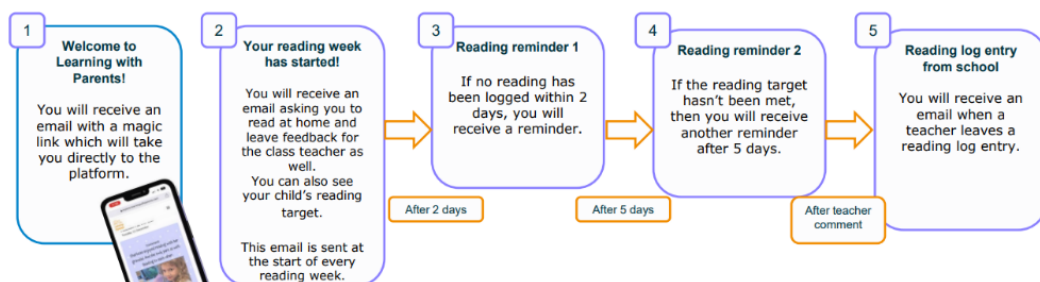 1
Welcome to
Learning with
Parents!
You will receive an
email with a magic
link which will take
you directly to the
platform.
2
Your reading week
has started!
You will receive an
email asking you to
read at home and
leave feedback for
the class teacher as
well.
You can also see
your child's reading
target.
This email is sent at
the start of every
reading week.
After 2 days
3
Reading reminder 1
If no reading has
been logged within 2
days, you will
receive a reminder.
After 5 days
4
Reading reminder 2
If the reading target
hasn't been met,
then you will receive
another reminder
after 5 days.
After teacher
comment
5
Reading log entry
from school
You will receive an
email when a
teacher leaves a
reading log entry.